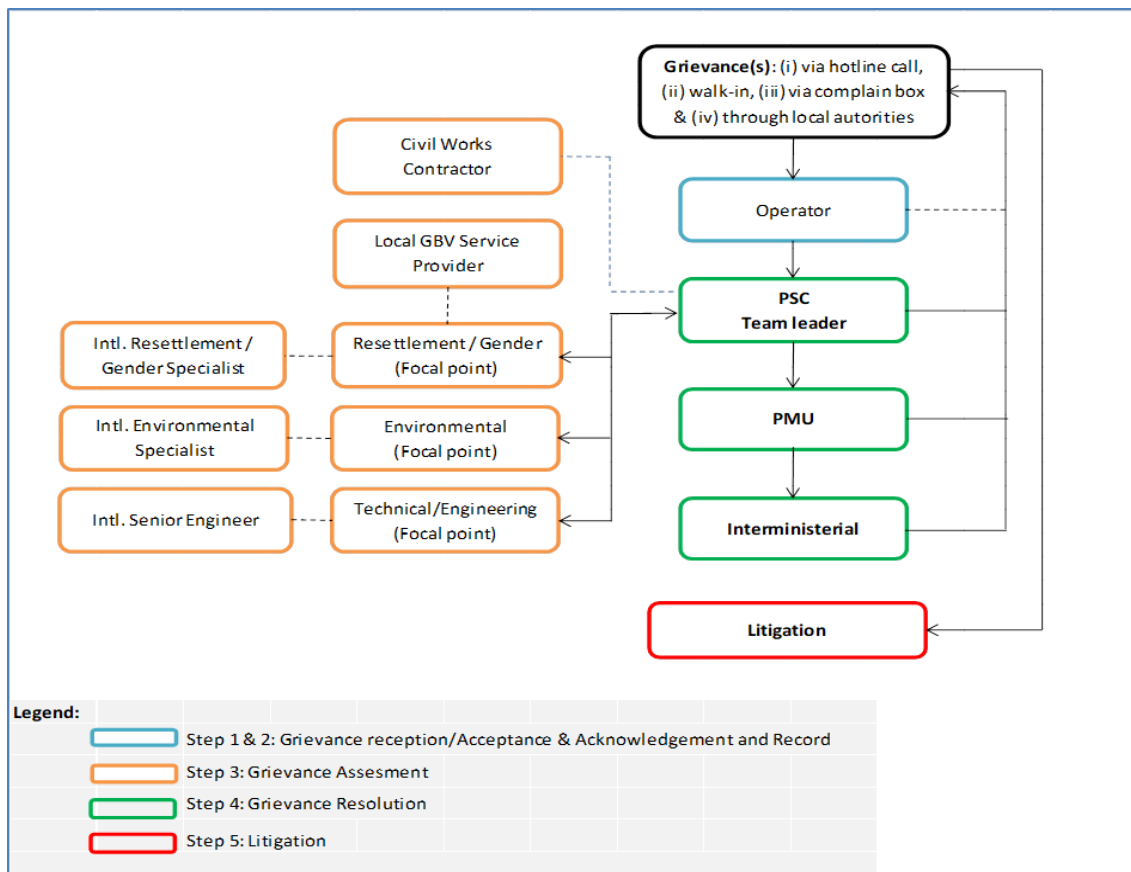 Grievance(s): (i) via hotline call,
(ii) walk-in, (iii) via complain box
& (iv) through local autorities
Civil Works
Contractor
Operator
Local GBV Service
Provider
PSC
Team leader
Intl. Resettlement /
Gender Specialist
Resettlement / Gender
(Focal point)
PMU
Intl. Environmental
Specialist
Environmental
(Focal point)
Intl. Senior Engineer
Technical/Engineering
(Focal point)
Interministerial
Litigation
Legend:
Step 1 & 2: Grievance reception/Acceptance & Acknowledgement and Record
Step 3: Grievance Assesment
Step 4: Grievance Resolution
Step 5: Litigation